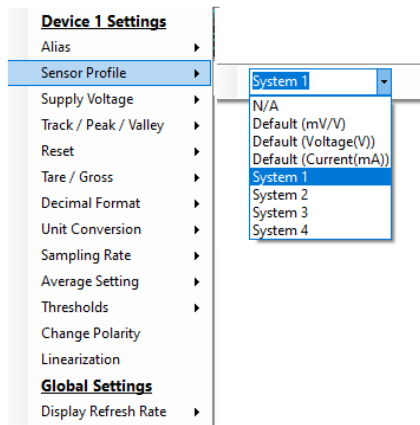 Device 1 Settings
Alias
Sensor Profile
Supply Voltage
Track / Peak / Valley
Reset
Tare / Gross
Decimal Format
Unit Conversion
Sampling Rate
Average Setting
Thresholds
Change Polarity
Linearization
Global Settings
Display Refresh Rate
System 1
N/A
Default (mV/V)
Default (Voltage(V))
Default (Current(mA))
System 1
System 2
System 3
System 4